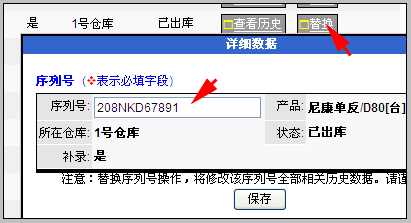 是 1号仓库 已出库 查看历史 替换
详细数据
序列号 (❖表示必填字段)
序列号: 208NKD67891 产品: 尼康单反/D80[台]
所在仓库: 1号仓库 状态: 已出库
补录: 是
注意：替换序列号操作，将修改该序列号全部相关历史数据。请谨
保存